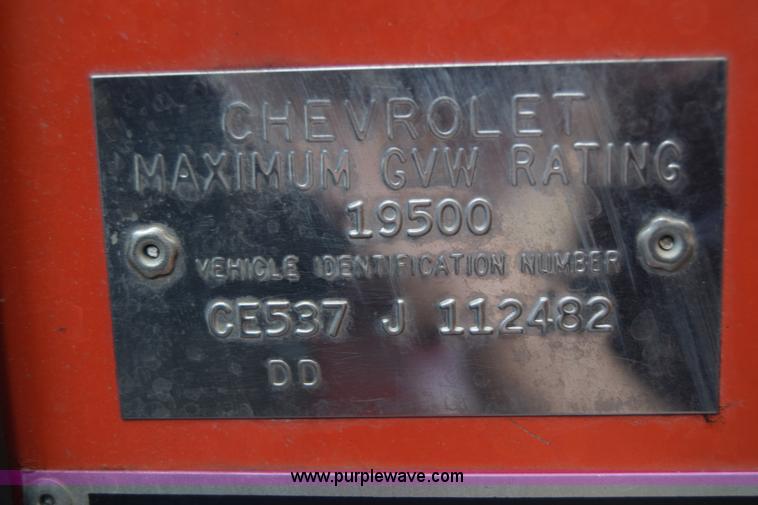 CHEVROLET
MAXIMUM GVW RATING
19500
VEHICLE IDENTIFICATION NUMBER
CE537 J 112482
DD
www.purplewave.com